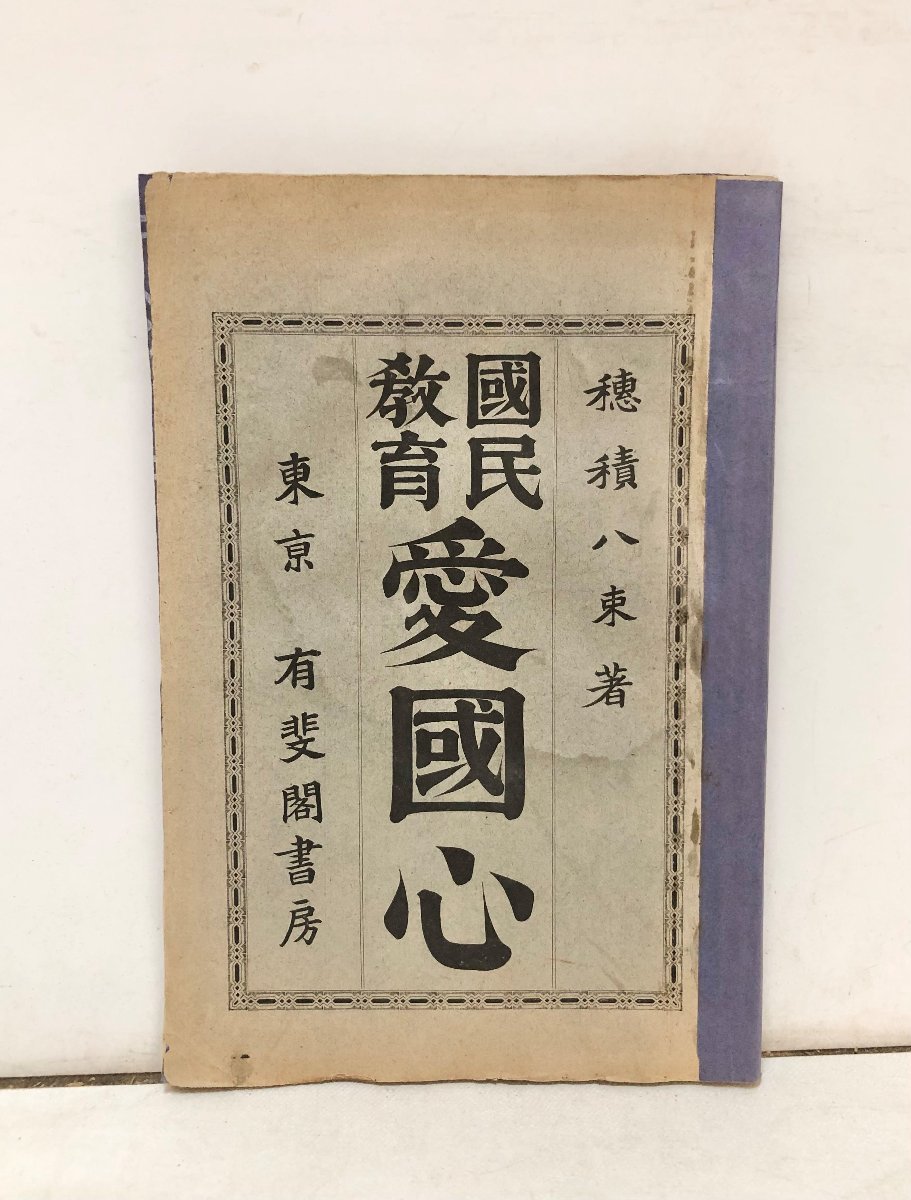 穗積八束著
國民
敎育
愛國心
東京 有斐閣書房